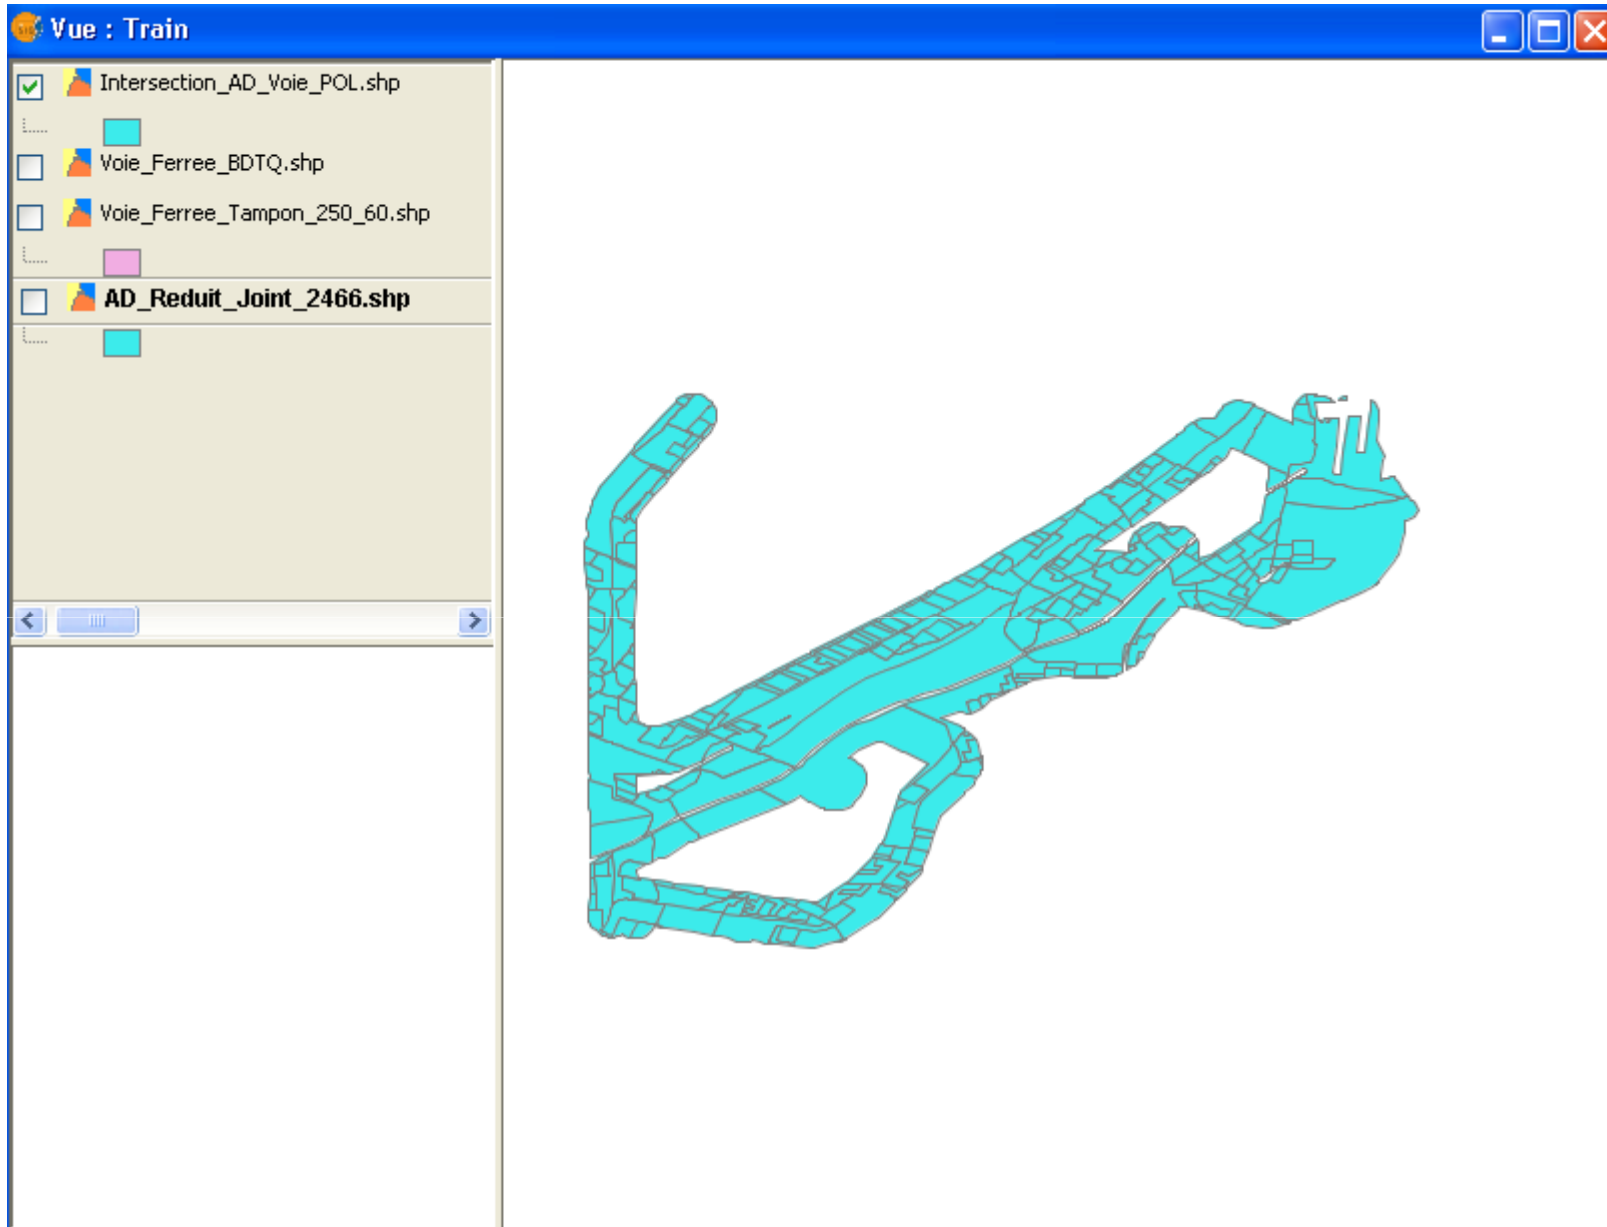 Vue : Train
Intersection_AD_Voie_POL.shp
Voie_Ferree_BDTQ.shp
Voie_Ferree_Tampon_250_60.shp
AD_Reduit_Joint_2466.shp